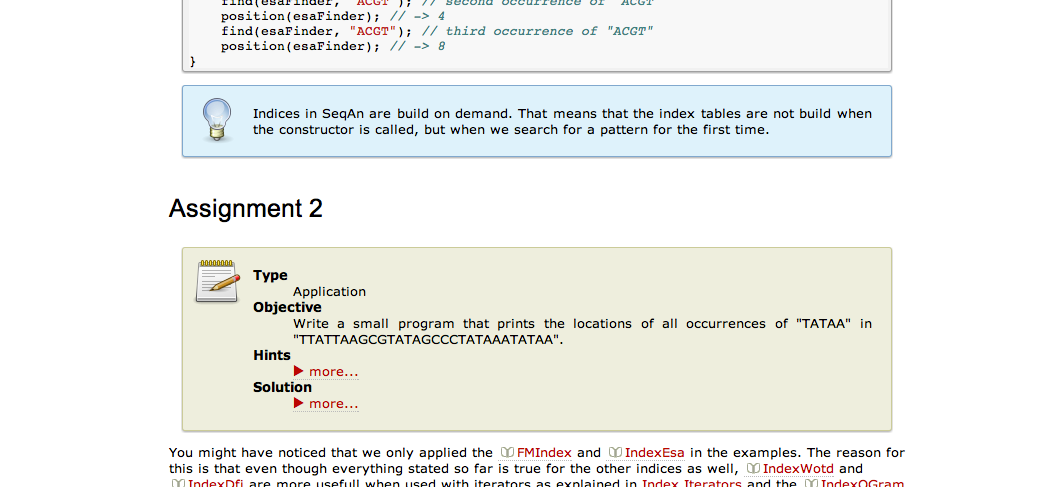 find(esaFinder, "ACGT"); // second occurrence of "ACGT"
position(esaFinder); // -> 4
find(esaFinder, "ACGT"); // third occurrence of "ACGT"
position(esaFinder); // -> 8
}
Indices in SeqAn are build on demand. That means that the index tables are not build when
the constructor is called, but when we search for a pattern for the first time.
Assignment 2
Type
Application
Objective
Write a small program that prints the locations of all occurrences of "TATAA" in
"TTATTAAGCGTATAGCCCTATAAATATAA".
Hints
▶ more...
Solution
▶ more...
You might have noticed that we only applied the FMIndex and IndexEsa in the examples. The reason for
this is that even though everything stated so far is true for the other indices as well, IndexWotd and
IndexDfi are more usefull when used with iterators as explained in Index Iterators and the IndexQGram